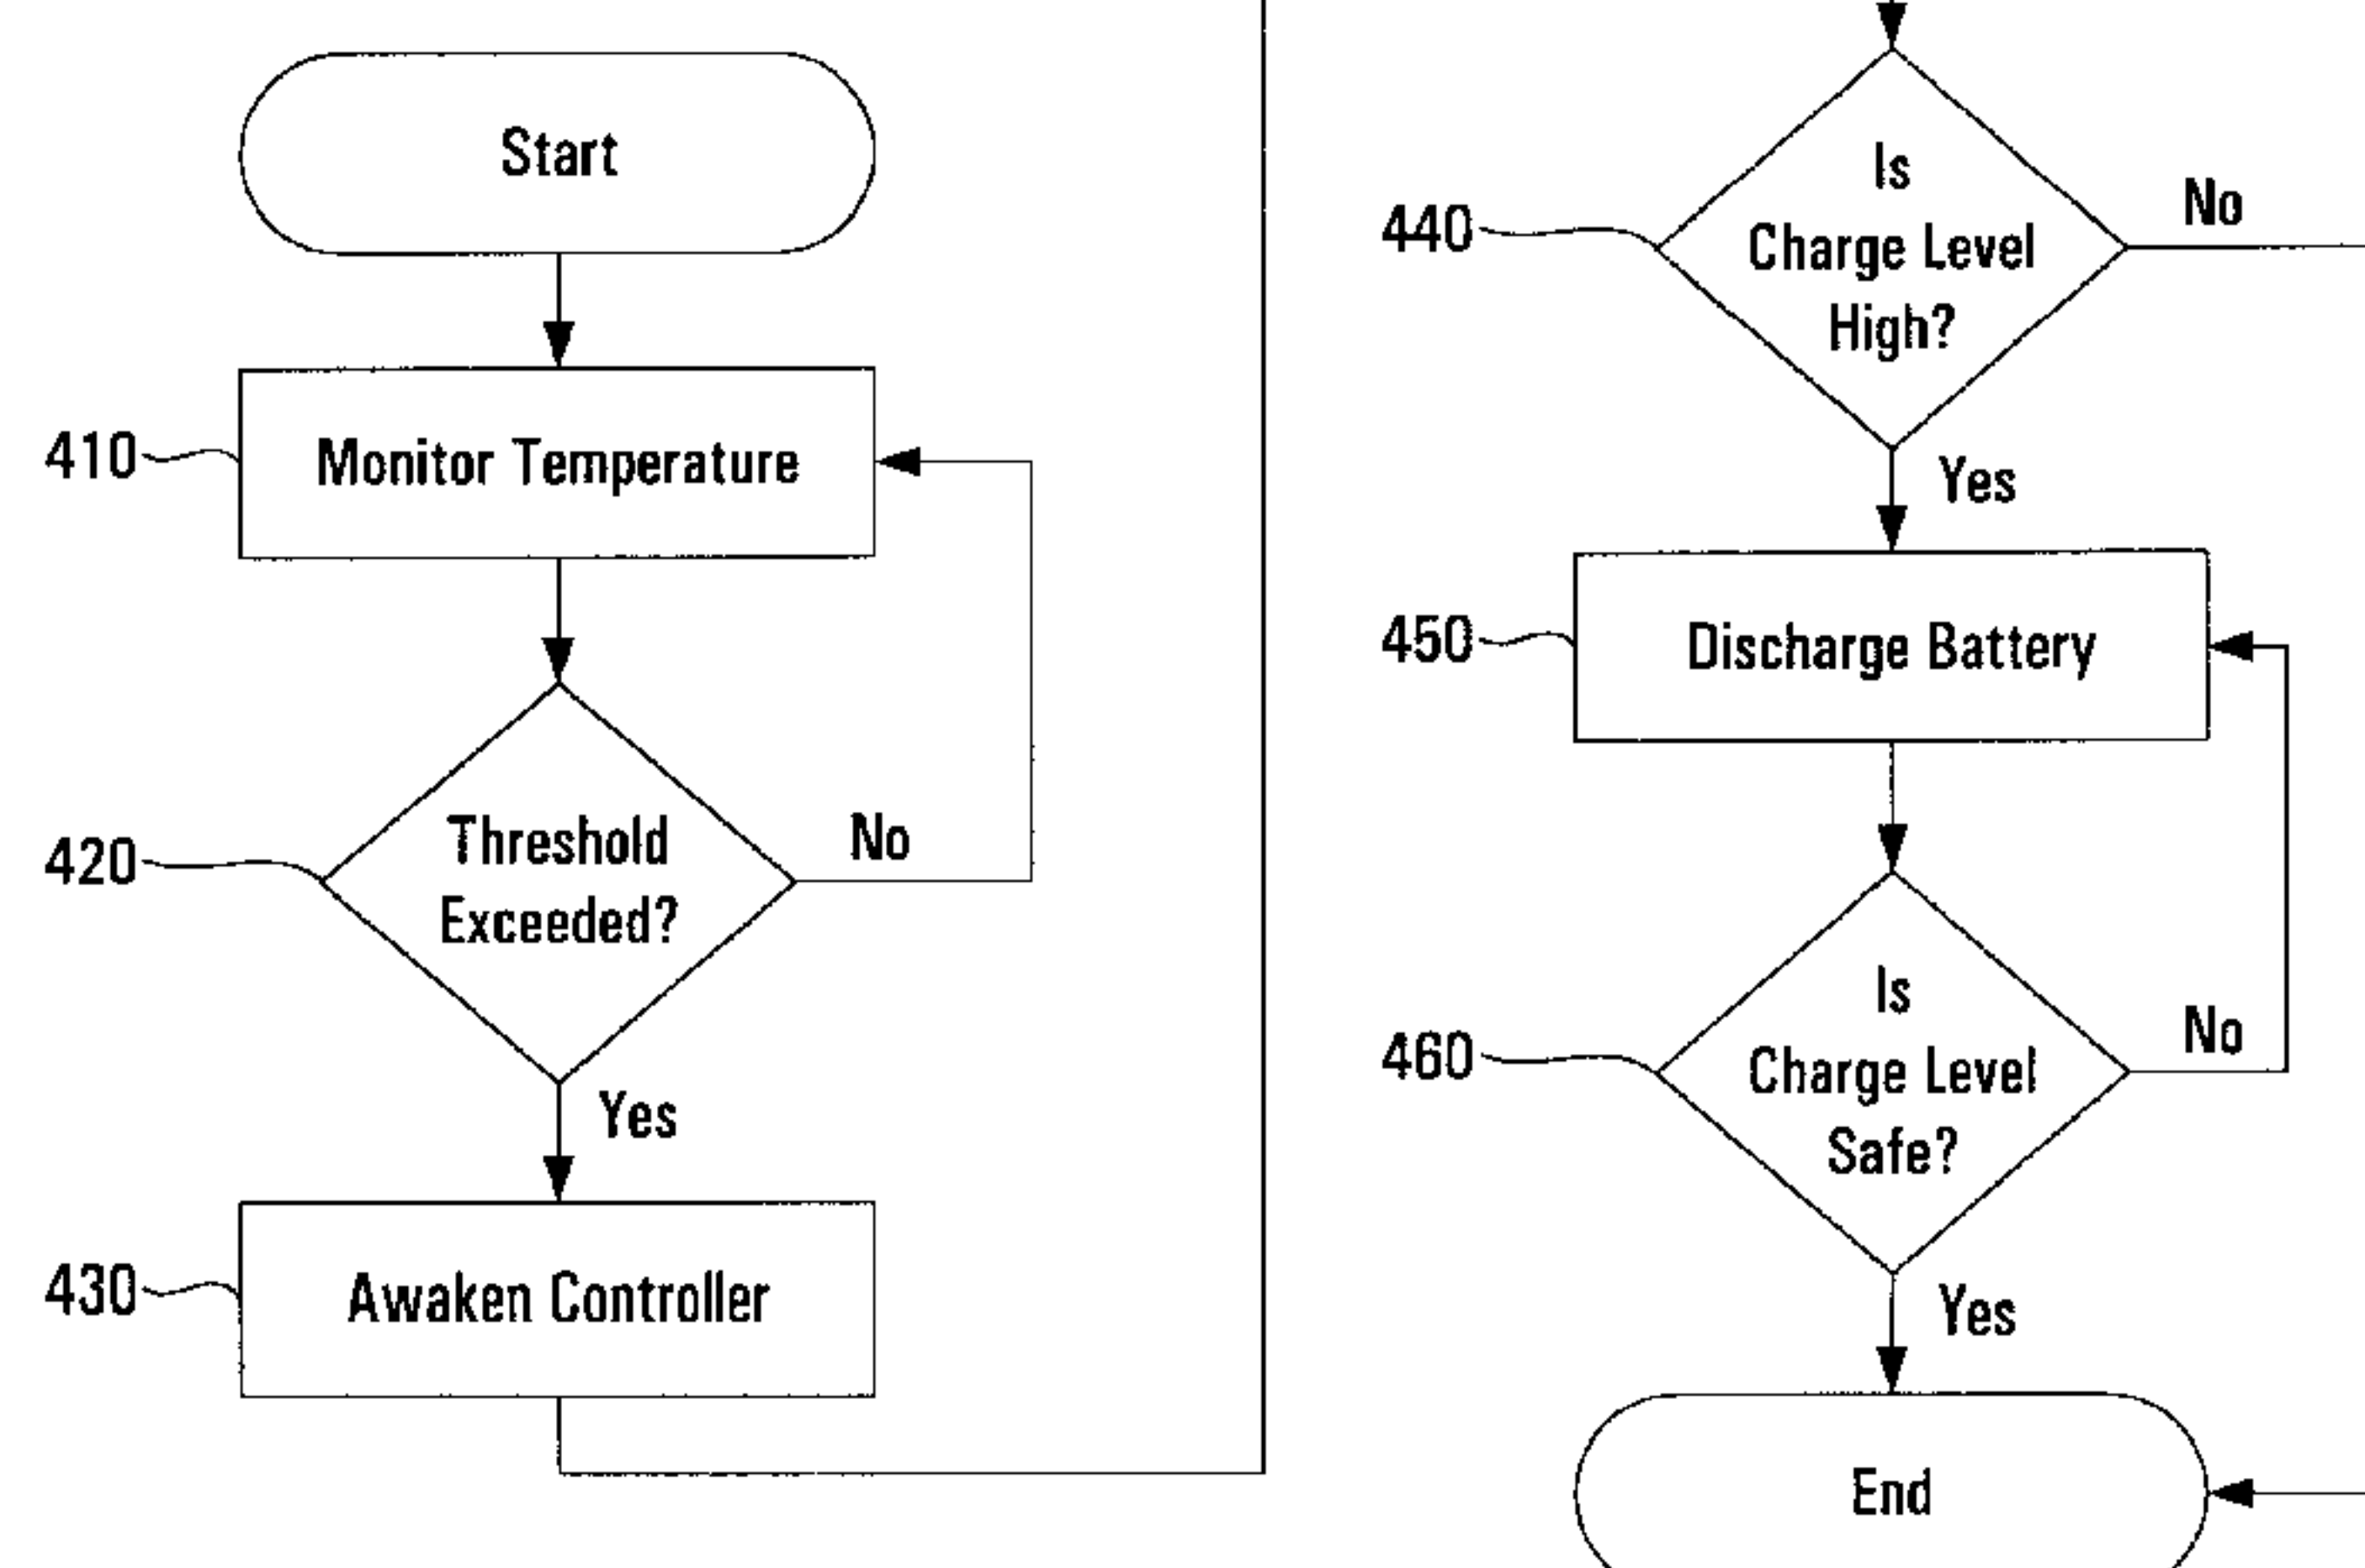 Start
410
Monitor Temperature
420
Threshold
Exceeded?
No
Yes
430
Awaken Controller
440
Is
Charge Level
High?
No
Yes
450
Discharge Battery
460
Is
Charge Level
Safe?
No
Yes
End